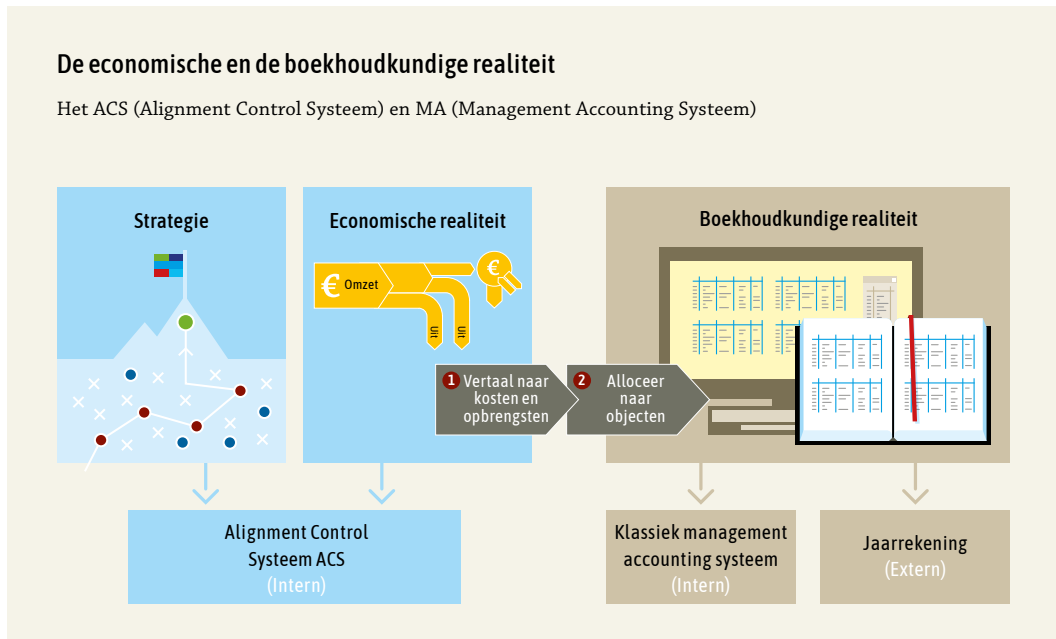 De economische en de boekhoudkundige realiteit
Het ACS (Alignment Control Systeem) en MA (Management Accounting Systeem)
Strategie
Economische realiteit
Boekhoudkundige realiteit
€ Omzet
€
Uit
Uit
1 Vertaal naar
kosten en
opbrengsten
2 Alloceer
naar
objecten
Alignment Control
Systeem ACS
(Intern)
Klassiek management
accounting systeem
(Intern)
Jaarrekening
(Extern)